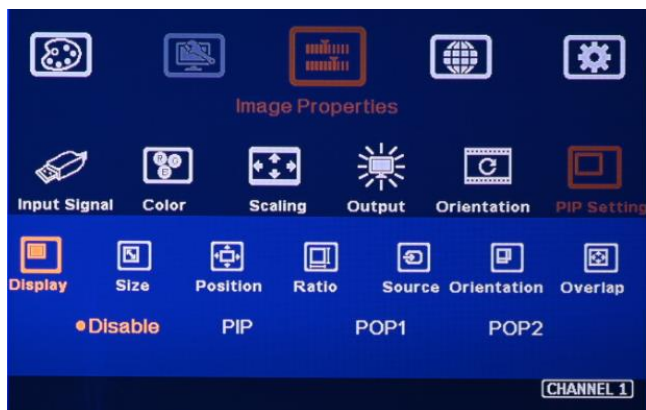 Image Properties
Input Signal Color Scaling Output Orientation PIP Setting
Display Size Position Ratio Source Orientation Overlap
Disable PIP POP1 POP2
CHANNEL 1